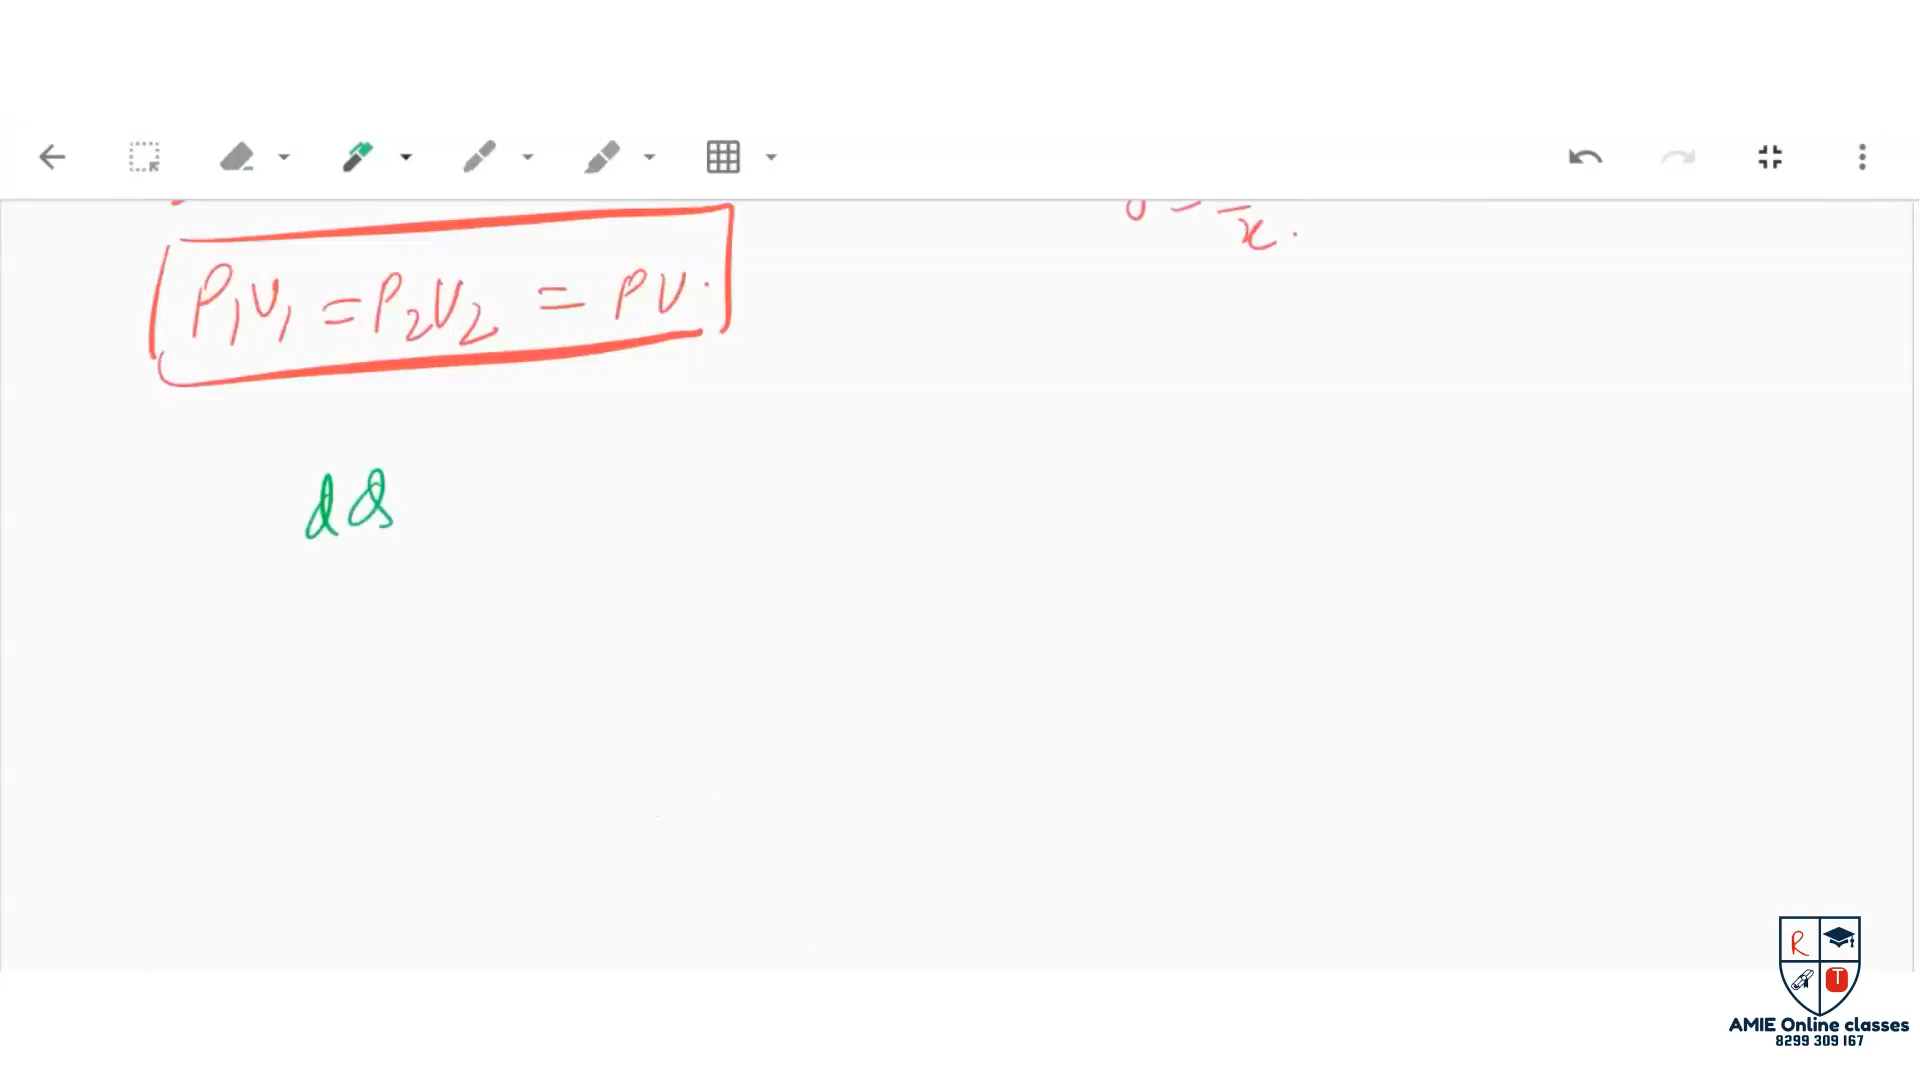 x.
P₁V₁ = P₂V₂ = PV.
dQ
R
T
AMIE Online classes
8299 309 167